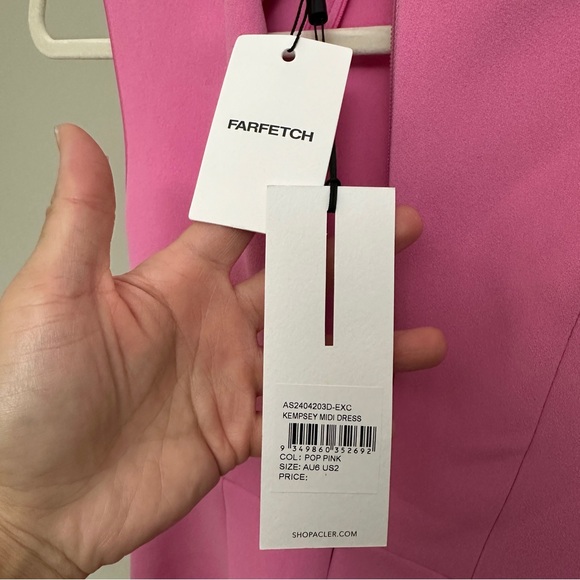 FARFETCH
AS2404203D-EXC
KEMPSEY MIDI DRESS
9 349860 352692
COL: POP PINK
SIZE: AU6 US2
PRICE:
SHOPACLER.COM